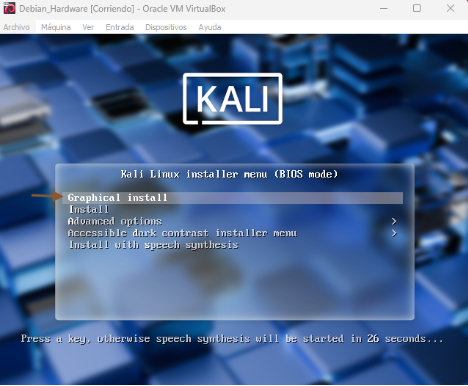 Debian_Hardware [Corriendo] - Oracle VM VirtualBox
Archivo Máquina Ver Entrada Dispositivos Ayuda
KALI
Kali Linux installer menu (BIOS mode)
Graphical install
Install
Advanced options >
Accessible dark contrast installer menu >
Install with speech synthesis
Press a key, otherwise speech synthesis will be started in 26 seconds...